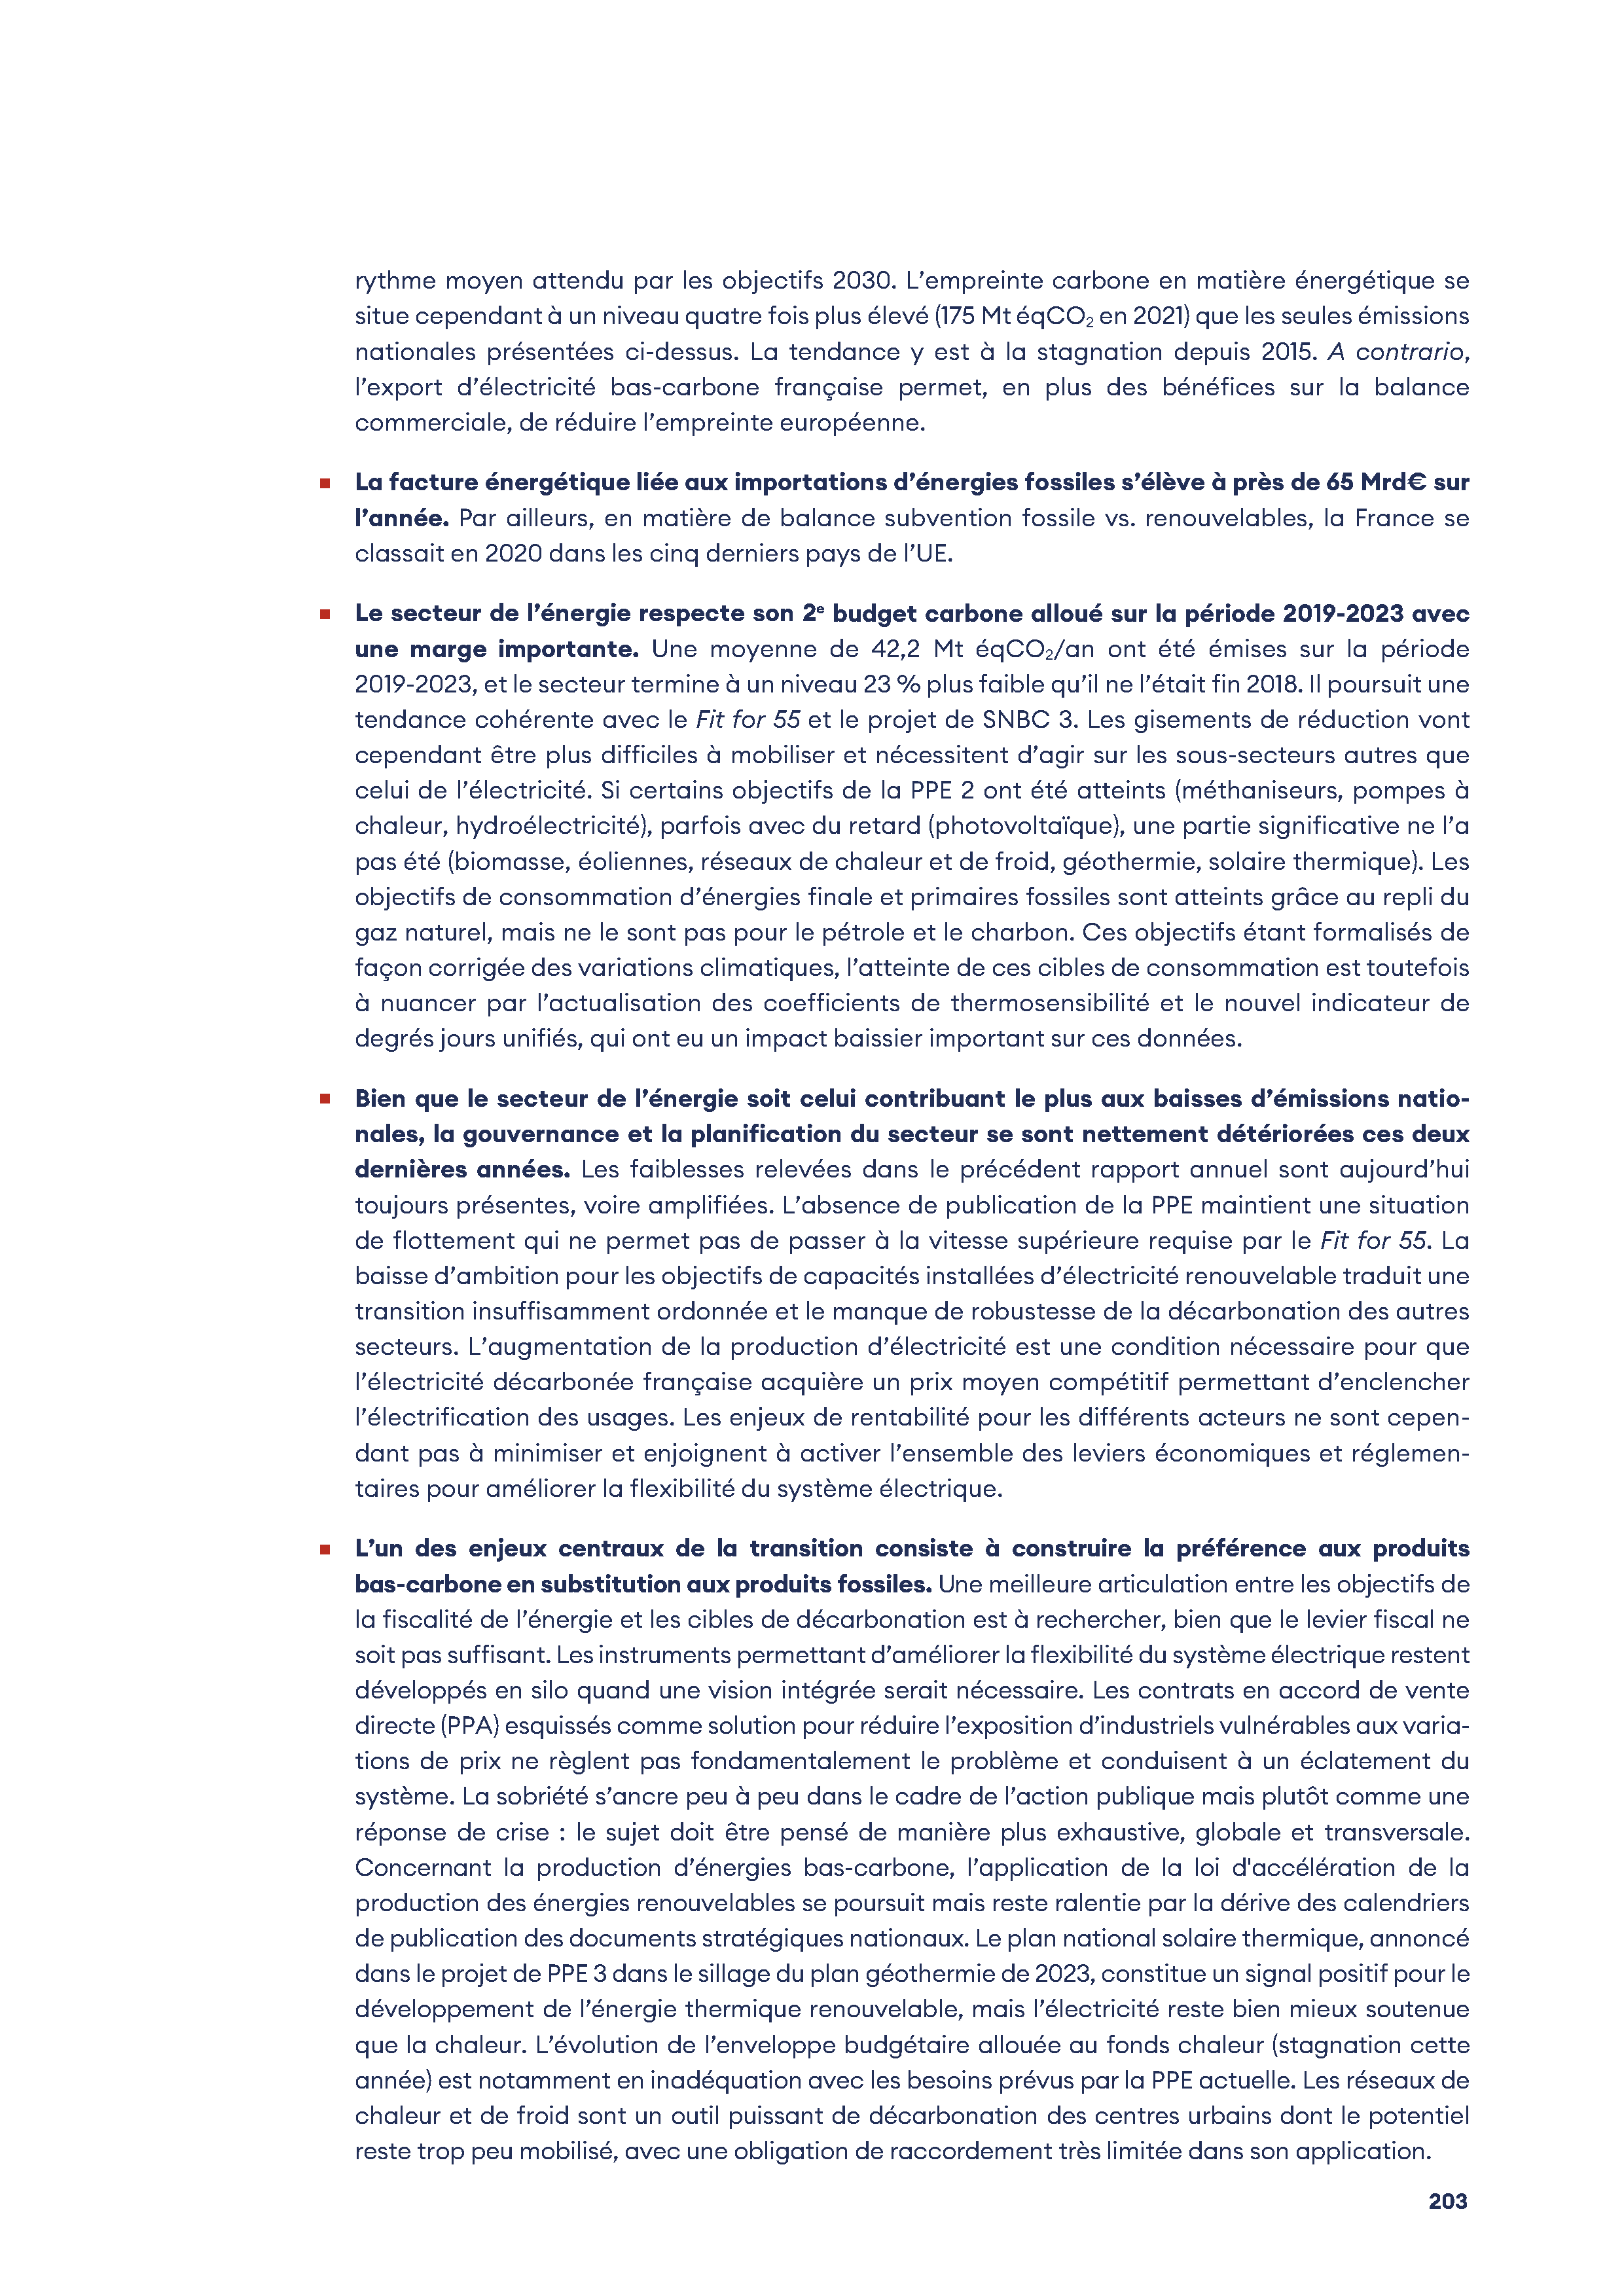 rythme moyen attendu par les objectifs 2030. L’empreinte carbone en matière énergétique se
situe cependant à un niveau quatre fois plus élevé (175 Mt éqCO₂ en 2021) que les seules émissions
nationales présentées ci-dessus. La tendance y est à la stagnation depuis 2015. A contrario,
l’export d’électricité bas-carbone française permet, en plus des bénéfices sur la balance
commerciale, de réduire l’empreinte européenne.
▪ La facture énergétique liée aux importations d’énergies fossiles s’élève à près de 65 Mrd€ sur
l’année. Par ailleurs, en matière de balance subvention fossile vs. renouvelables, la France se
classait en 2020 dans les cinq derniers pays de l’UE.
▪ Le secteur de l’énergie respecte son 2ᵉ budget carbone alloué sur la période 2019-2023 avec
une marge importante. Une moyenne de 42,2 Mt éqCO₂/an ont été émises sur la période
2019-2023, et le secteur termine à un niveau 23 % plus faible qu’il ne l’était fin 2018. Il poursuit une
tendance cohérente avec le Fit for 55 et le projet de SNBC 3. Les gisements de réduction vont
cependant être plus difficiles à mobiliser et nécessitent d’agir sur les sous-secteurs autres que
celui de l’électricité. Si certains objectifs de la PPE 2 ont été atteints (méthaniseurs, pompes à
chaleur, hydroélectricité), parfois avec du retard (photovoltaïque), une partie significative ne l’a
pas été (biomasse, éoliennes, réseaux de chaleur et de froid, géothermie, solaire thermique). Les
objectifs de consommation d’énergies finale et primaires fossiles sont atteints grâce au repli du
gaz naturel, mais ne le sont pas pour le pétrole et le charbon. Ces objectifs étant formalisés de
façon corrigée des variations climatiques, l’atteinte de ces cibles de consommation est toutefois
à nuancer par l’actualisation des coefficients de thermosensibilité et le nouvel indicateur de
degrés jours unifiés, qui ont eu un impact baissier important sur ces données.
▪ Bien que le secteur de l’énergie soit celui contribuant le plus aux baisses d’émissions natio-
nales, la gouvernance et la planification du secteur se sont nettement détériorées ces deux
dernières années. Les faiblesses relevées dans le précédent rapport annuel sont aujourd’hui
toujours présentes, voire amplifiées. L’absence de publication de la PPE maintient une situation
de flottement qui ne permet pas de passer à la vitesse supérieure requise par le Fit for 55. La
baisse d’ambition pour les objectifs de capacités installées d’électricité renouvelable traduit une
transition insuffisamment ordonnée et le manque de robustesse de la décarbonation des autres
secteurs. L’augmentation de la production d’électricité est une condition nécessaire pour que
l’électricité décarbonée française acquière un prix moyen compétitif permettant d’enclencher
l’électrification des usages. Les enjeux de rentabilité pour les différents acteurs ne sont cepen-
dant pas à minimiser et enjoignent à activer l’ensemble des leviers économiques et réglemen-
taires pour améliorer la flexibilité du système électrique.
▪ L’un des enjeux centraux de la transition consiste à construire la préférence aux produits
bas-carbone en substitution aux produits fossiles. Une meilleure articulation entre les objectifs de
la fiscalité de l’énergie et les cibles de décarbonation est à rechercher, bien que le levier fiscal ne
soit pas suffisant. Les instruments permettant d’améliorer la flexibilité du système électrique restent
développés en silo quand une vision intégrée serait nécessaire. Les contrats en accord de vente
directe (PPA) esquissés comme solution pour réduire l’exposition d’industriels vulnérables aux varia-
tions de prix ne règlent pas fondamentalement le problème et conduisent à un éclatement du
système. La sobriété s’ancre peu à peu dans le cadre de l’action publique mais plutôt comme une
réponse de crise : le sujet doit être pensé de manière plus exhaustive, globale et transversale.
Concernant la production d’énergies bas-carbone, l’application de la loi d'accélération de la
production des énergies renouvelables se poursuit mais reste ralentie par la dérive des calendriers
de publication des documents stratégiques nationaux. Le plan national solaire thermique, annoncé
dans le projet de PPE 3 dans le sillage du plan géothermie de 2023, constitue un signal positif pour le
développement de l’énergie thermique renouvelable, mais l’électricité reste bien mieux soutenue
que la chaleur. L’évolution de l’enveloppe budgétaire allouée au fonds chaleur (stagnation cette
année) est notamment en inadéquation avec les besoins prévus par la PPE actuelle. Les réseaux de
chaleur et de froid sont un outil puissant de décarbonation des centres urbains dont le potentiel
reste trop peu mobilisé, avec une obligation de raccordement très limitée dans son application.
203